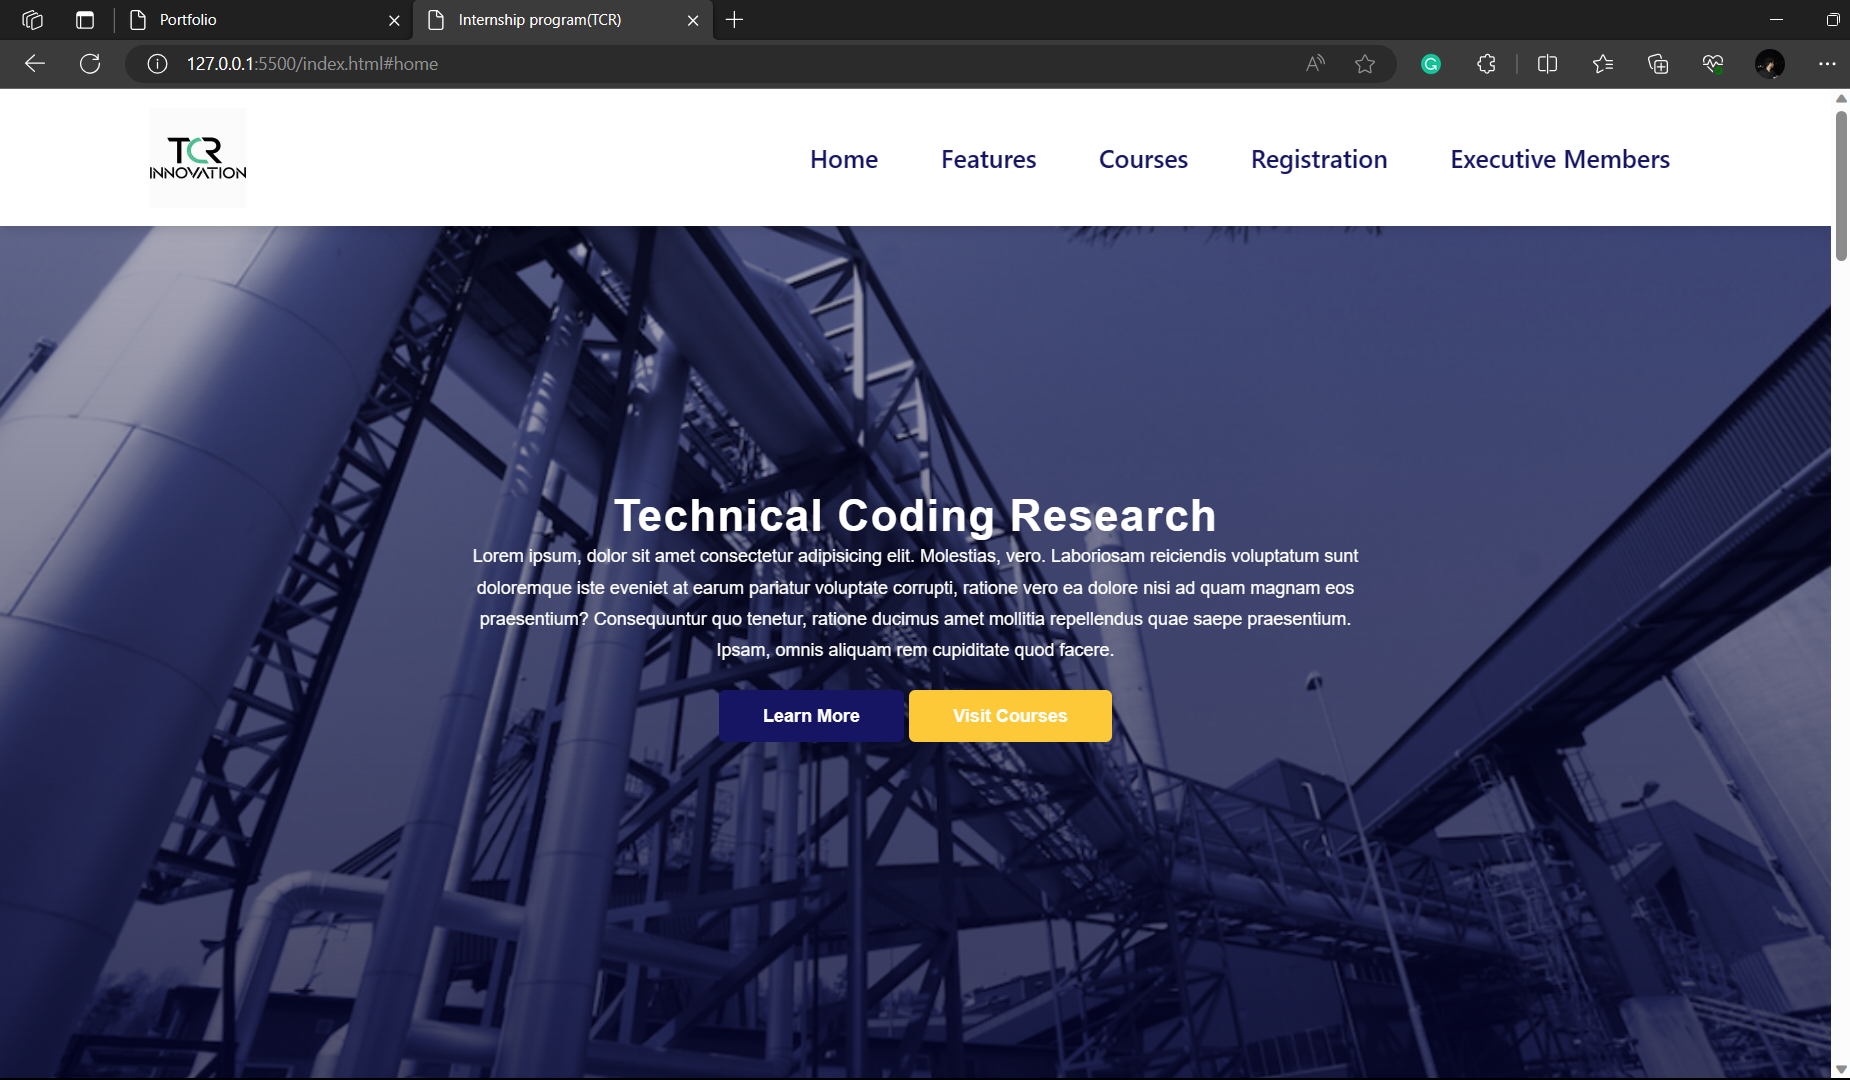 Portfolio
Internship program(TCR)
127.0.0.1:5500/index.html#home
TCR
INNOVATION
Home Features Courses Registration Executive Members
Technical Coding Research
Lorem ipsum, dolor sit amet consectetur adipisicing elit. Molestias, vero. Laboriosam reiciendis voluptatum sunt
doloremque iste eveniet at earum pariatur voluptate corrupti, ratione vero ea dolore nisi ad quam magnam eos
praesentium? Consequuntur quo tenetur, ratione ducimus amet mollitia repellendus quae saepe praesentium.
Ipsam, omnis aliquam rem cupiditate quod facere.
Learn More Visit Courses